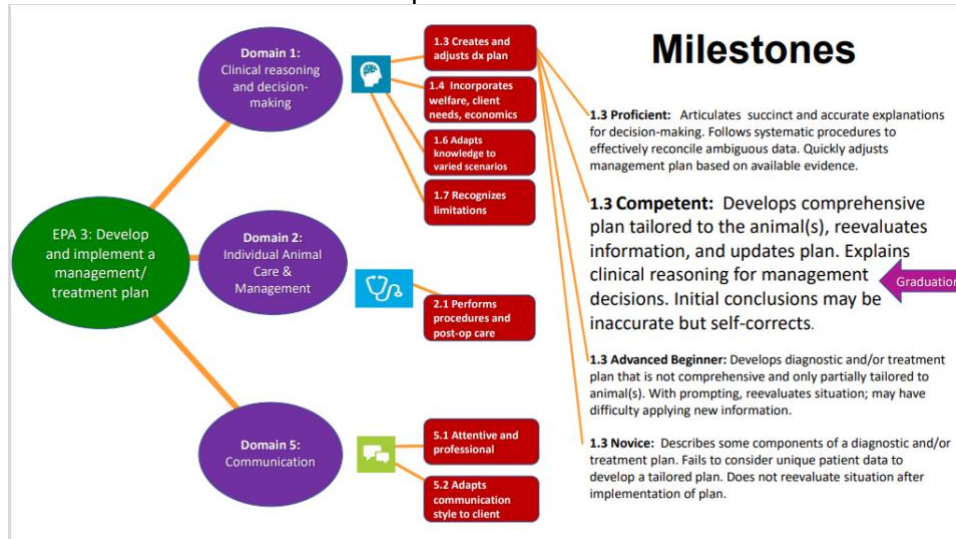 EPA 3: Develop
and implement a
management/
treatment plan
Domain 1:
Clinical reasoning
and decision-
making
Domain 2:
Individual Animal
Care &
Management
Domain 5:
Communication
1.3 Creates and
adjusts dx plan
1.4 Incorporates
welfare, client
needs, economics
1.6 Adapts
knowledge to
varied scenarios
1.7 Recognizes
limitations
2.1 Performs
procedures and
post-op care
5.1 Attentive and
professional
5.2 Adapts
communication
style to client
Milestones
1.3 Proficient: Articulates succinct and accurate explanations
for decision-making. Follows systematic procedures to
effectively reconcile ambiguous data. Quickly adjusts
management plan based on available evidence.
1.3 Competent: Develops comprehensive
plan tailored to the animal(s), reevaluates
information, and updates plan. Explains
clinical reasoning for management
decisions. Initial conclusions may be
inaccurate but self-corrects.
Graduation
1.3 Advanced Beginner: Develops diagnostic and/or treatment
plan that is not comprehensive and only partially tailored to
animal(s). With prompting, reevaluates situation; may have
difficulty applying new information.
1.3 Novice: Describes some components of a diagnostic and/or
treatment plan. Fails to consider unique patient data to
develop a tailored plan. Does not reevaluate situation after
implementation of plan.